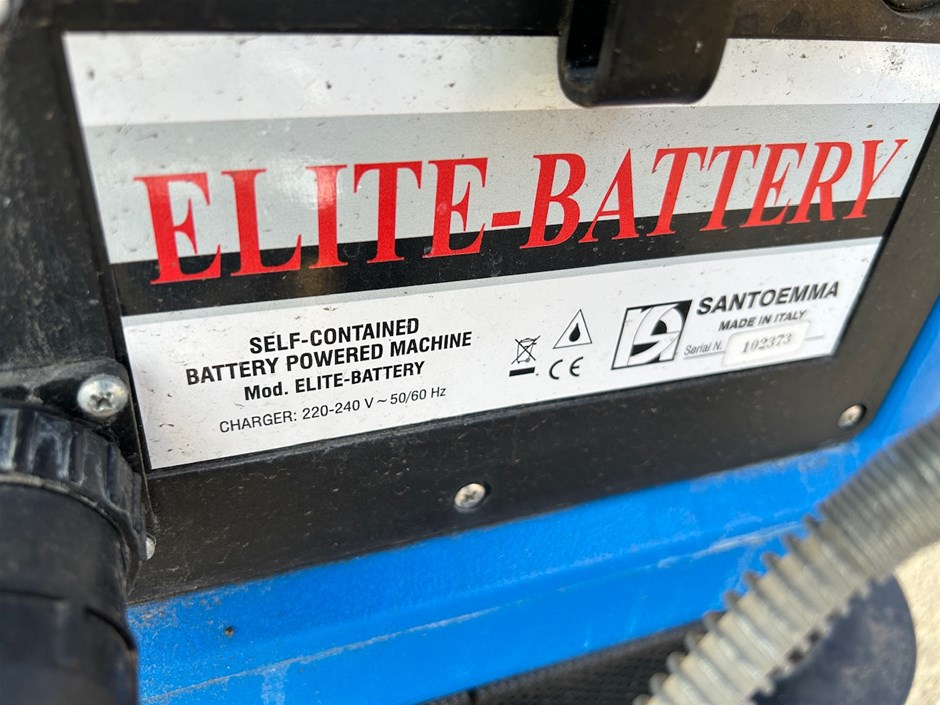 ELITE-BATTERY
SELF-CONTAINED
BATTERY POWERED MACHINE
Mod. ELITE-BATTERY
CHARGER: 220-240 V ~ 50/60 Hz
CE
SANTOEMMA
MADE IN ITALY
Serial N. 102373